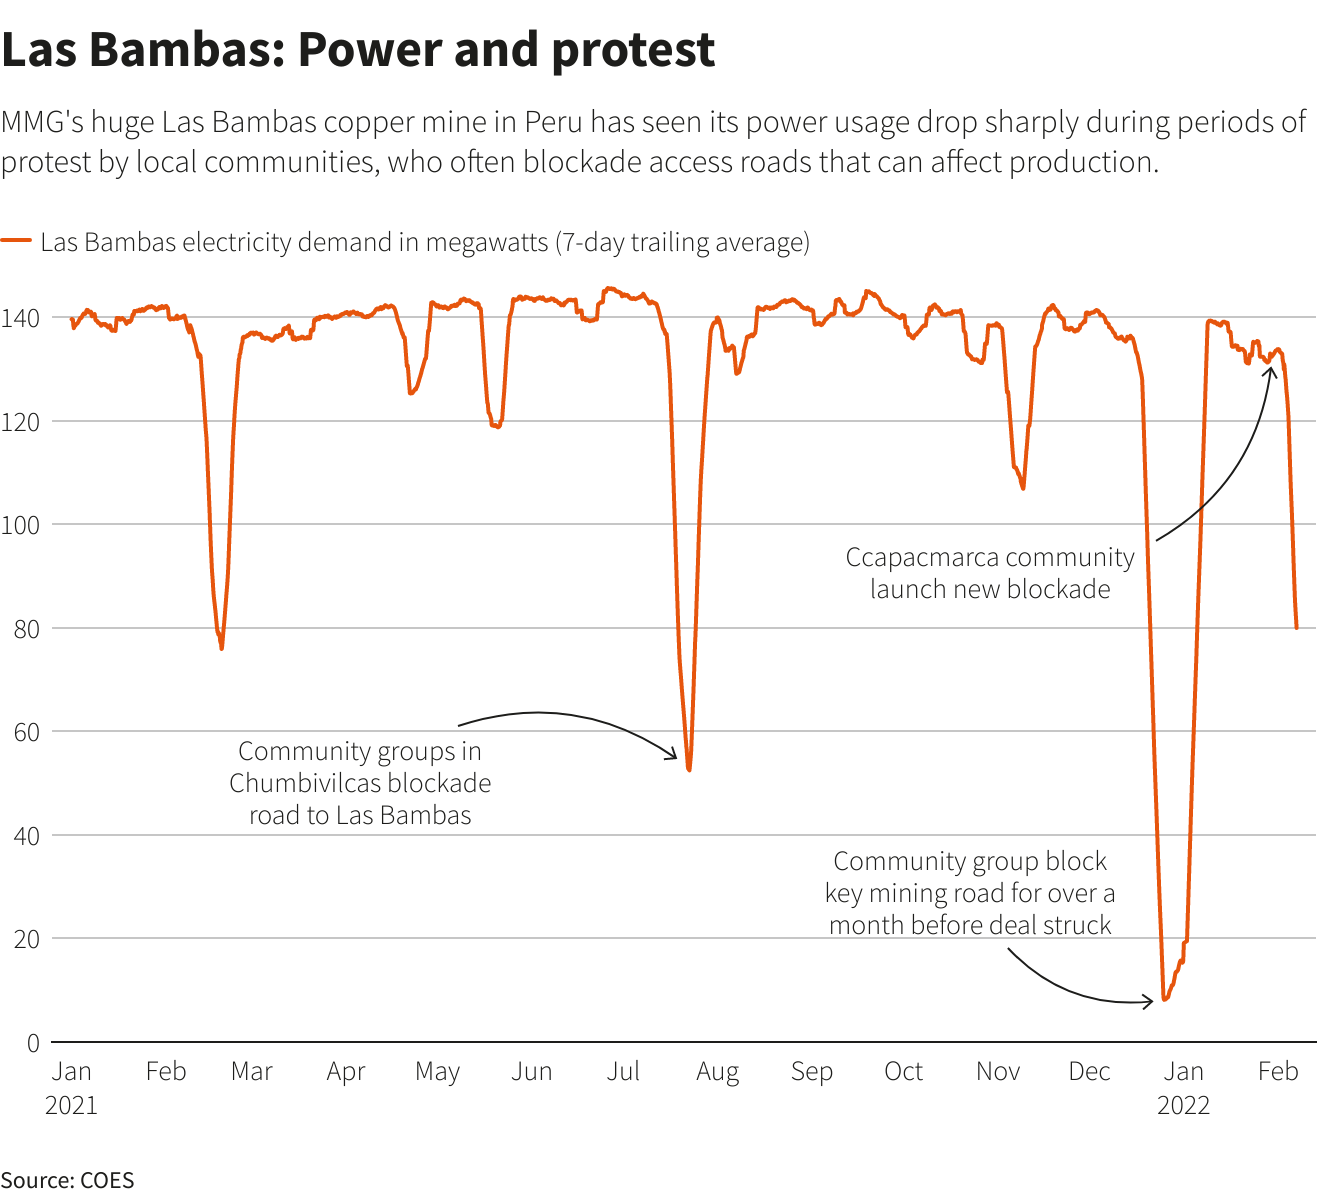 Las Bambas: Power and protest
MMG's huge Las Bambas copper mine in Peru has seen its power usage drop sharply during periods of
protest by local communities, who often blockade access roads that can affect production.
Las Bambas electricity demand in megawatts (7-day trailing average)
140
120
100
80
60
40
20
0
Ccapacmarca community
launch new blockade
Community groups in
Chumbivilcas blockade
road to Las Bambas
Community group block
key mining road for over a
month before deal struck
Jan Feb Mar Apr May Jun Jul Aug Sep Oct Nov Dec Jan Feb
2021 2022
Source: COES